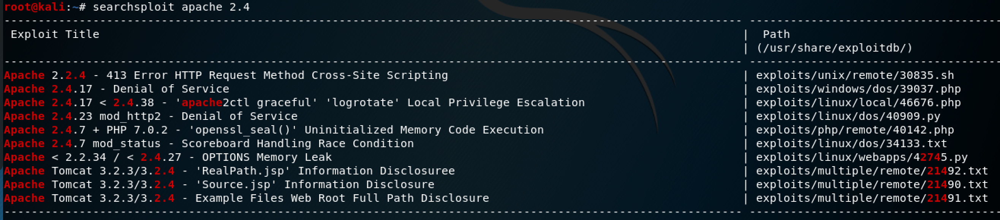 root@kali:~# searchsploit apache 2.4
--------------------------------------------------------------------------------------------------------------- ----------------------------------------
 Exploit Title | Path
 | (/usr/share/exploitdb/)
--------------------------------------------------------------------------------------------------------------- ----------------------------------------
Apache 2.2.4 - 413 Error HTTP Request Method Cross-Site Scripting | exploits/unix/remote/30835.sh
Apache 2.4.17 - Denial of Service | exploits/windows/dos/39037.php
Apache 2.4.17 < 2.4.38 - 'apache2ctl graceful' 'logrotate' Local Privilege Escalation | exploits/linux/local/46676.php
Apache 2.4.23 mod_http2 - Denial of Service | exploits/linux/dos/40909.py
Apache 2.4.7 + PHP 7.0.2 - 'openssl_seal()' Uninitialized Memory Code Execution | exploits/php/remote/40142.php
Apache 2.4.7 mod_status - Scoreboard Handling Race Condition | exploits/linux/dos/34133.txt
Apache < 2.2.34 / < 2.4.27 - OPTIONS Memory Leak | exploits/linux/webapps/42745.py
Apache Tomcat 3.2.3/3.2.4 - 'RealPath.jsp' Information Disclosuree | exploits/multiple/remote/21492.txt
Apache Tomcat 3.2.3/3.2.4 - 'Source.jsp' Information Disclosure | exploits/multiple/remote/21490.txt
Apache Tomcat 3.2.3/3.2.4 - Example Files Web Root Full Path Disclosure | exploits/multiple/remote/21491.txt
--------------------------------------------------------------------------------------------------------------- ----------------------------------------